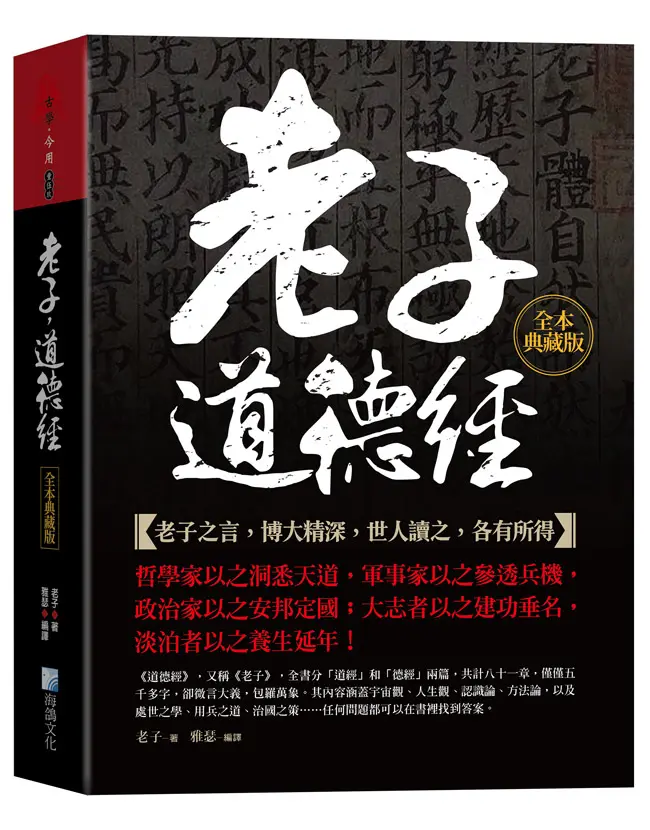 古學‧今用
老子,道德經
全本典藏版
老子 著
雅瑟 編譯
海鴿文化
老子
道德經
全本
典藏版
老子之言,博大精深,世人讀之,各有所得
哲學家以之洞悉天道,軍事家以之參透兵機,
政治家以之安邦定國;大志者以之建功垂名,
淡泊者以之養生延年!
《道德經》,又稱《老子》,全書分「道經」和「德經」兩篇,共計八十一章,僅僅五
千多字,卻微言大義,包羅萬象。其內容涵蓋宇宙觀、人生觀、認識論、方法論,以及
處世之學、用兵之道、治國之策……任何問題都可以在書裡找到答案。
老子—著 雅瑟—編譯